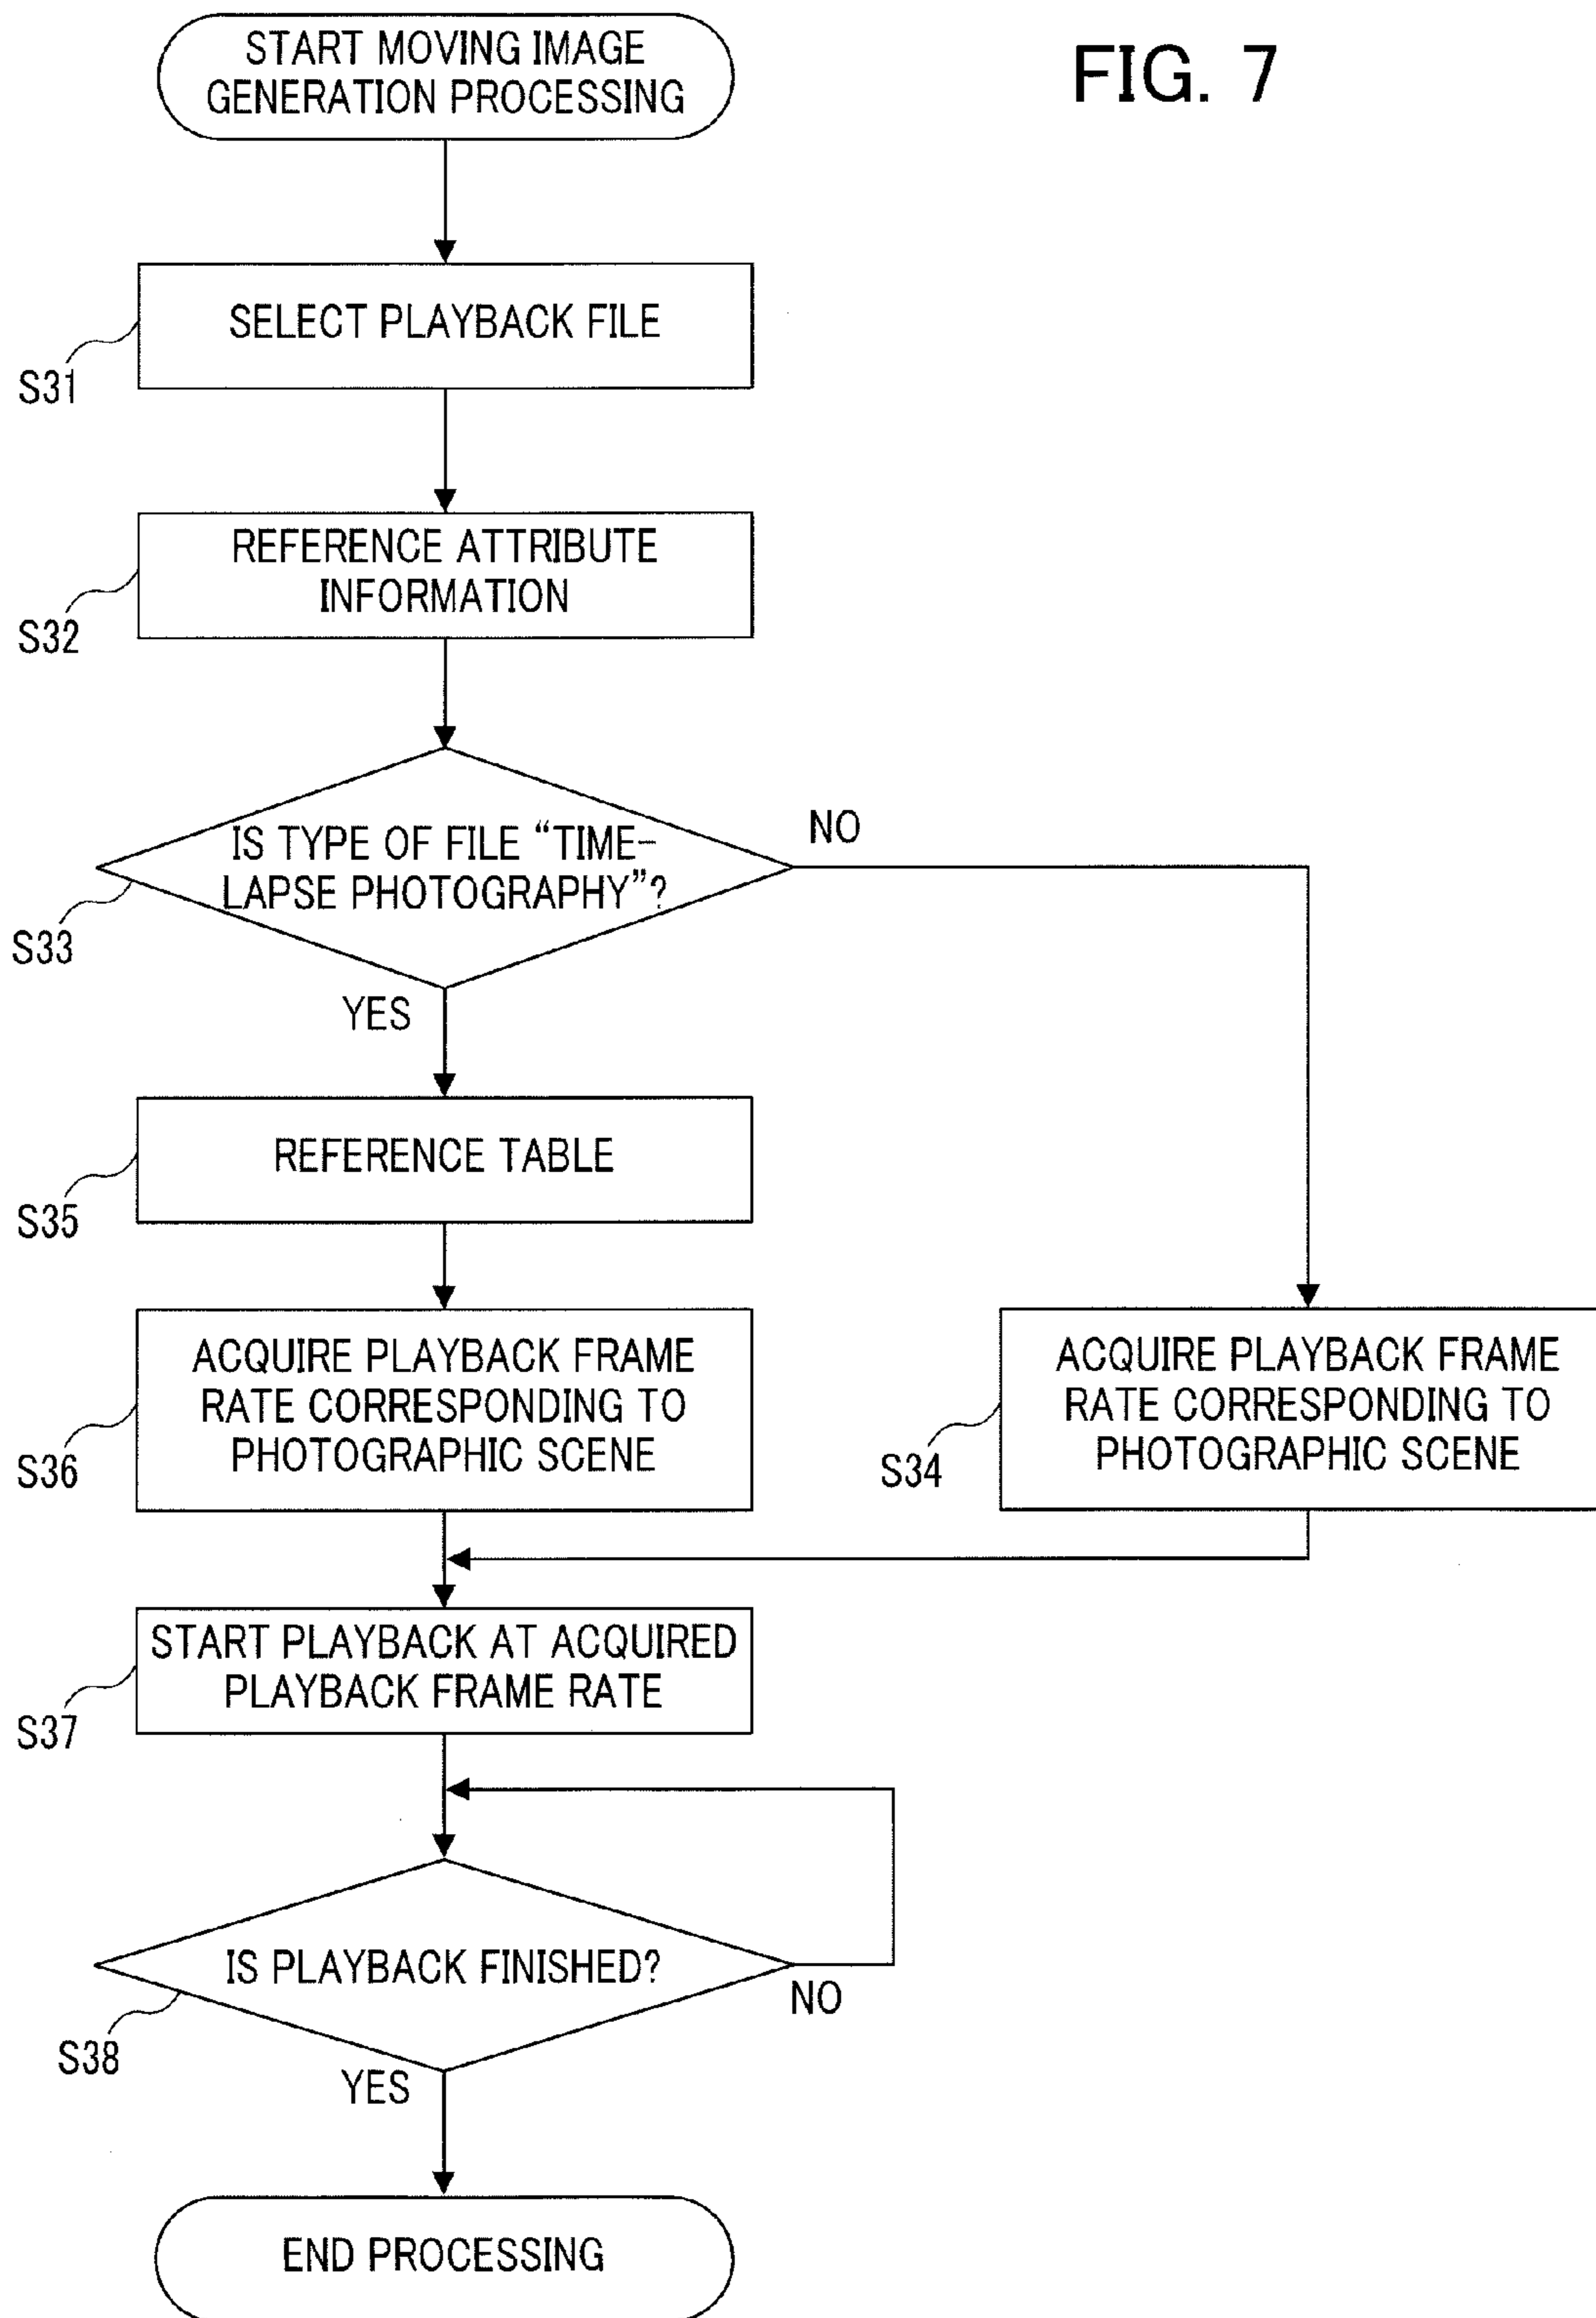 FIG. 7
START MOVING IMAGE
GENERATION PROCESSING
SELECT PLAYBACK FILE
S31
REFERENCE ATTRIBUTE
INFORMATION
S32
IS TYPE OF FILE “TIME-
LAPSE PHOTOGRAPHY”?
NO
S33
YES
REFERENCE TABLE
S35
ACQUIRE PLAYBACK FRAME
RATE CORRESPONDING TO
PHOTOGRAPHIC SCENE
S36
ACQUIRE PLAYBACK FRAME
RATE CORRESPONDING TO
PHOTOGRAPHIC SCENE
S34
START PLAYBACK AT ACQUIRED
PLAYBACK FRAME RATE
S37
IS PLAYBACK FINISHED?
NO
S38
YES
END PROCESSING